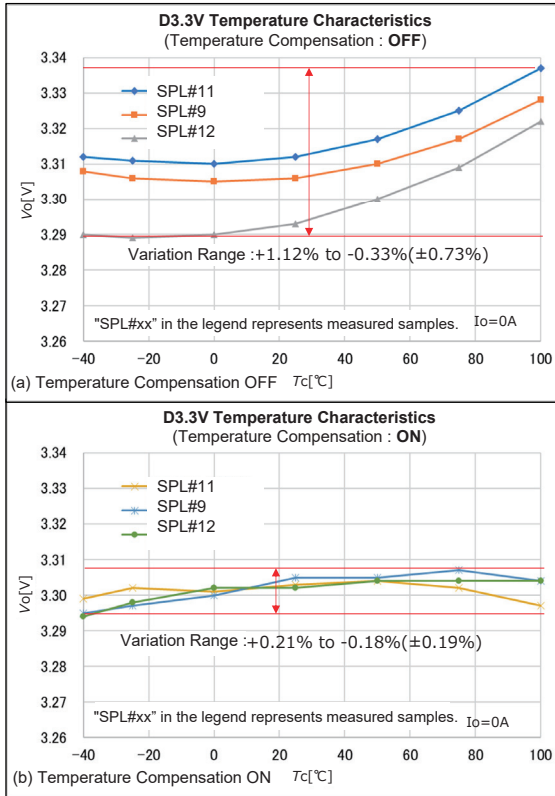 D3.3V Temperature Characteristics
(Temperature Compensation : OFF)
3.34
3.33
3.32
3.31
3.30
3.29
3.28
3.27
3.26
Vo[V]
SPL#11
SPL#9
SPL#12
Variation Range :+1.12% to -0.33%(±0.73%)
"SPL#xx" in the legend represents measured samples. Io=0A
-40 -20 0 20 40 60 80 100
(a) Temperature Compensation OFF Tc[℃]
D3.3V Temperature Characteristics
(Temperature Compensation : ON)
3.34
3.33
3.32
3.31
3.30
3.29
3.28
3.27
3.26
Vo[V]
SPL#11
SPL#9
SPL#12
Variation Range :+0.21% to -0.18%(±0.19%)
"SPL#xx" in the legend represents measured samples. Io=0A
-40 -20 0 20 40 60 80 100
(b) Temperature Compensation ON Tc[℃]